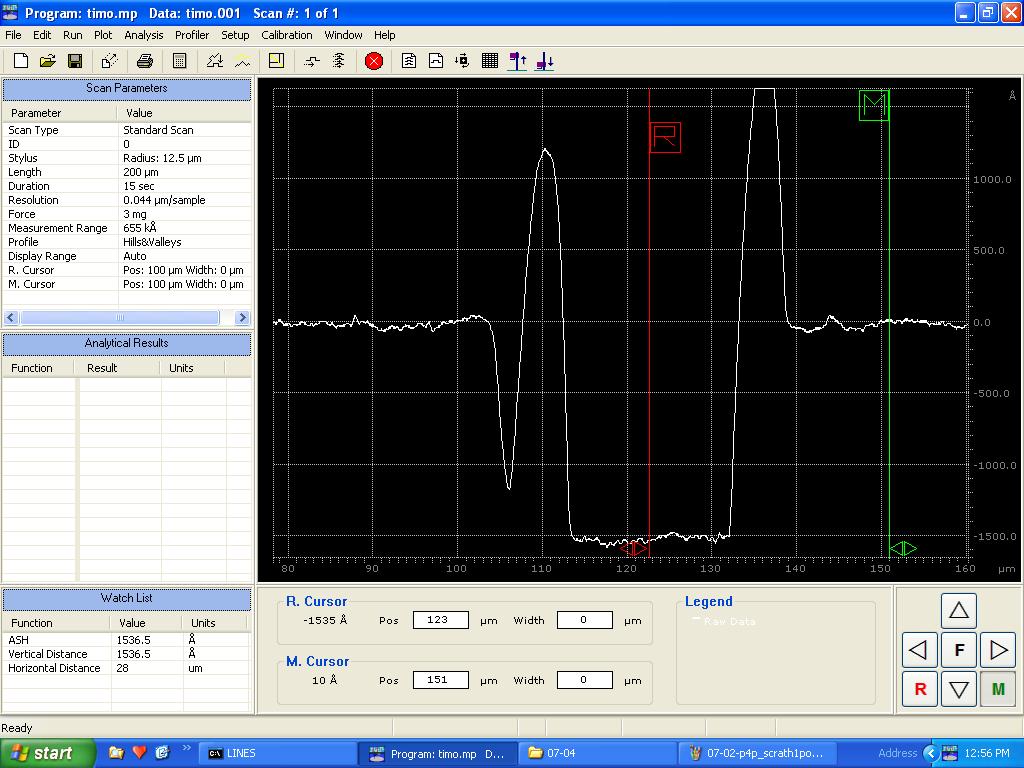 Program: timo.mp Data: timo.001 Scan #: 1 of 1
File Edit Run Plot Analysis Profiler Setup Calibration Window Help
Scan Parameters
Parameter Value
Scan Type Standard Scan
ID 0
Stylus Radius: 12.5 µm
Length 200 µm
Duration 15 sec
Resolution 0.044 µm/sample
Force 3 mg
Measurement Range 655 kÅ
Profile Hills&Valleys
Display Range Auto
R. Cursor Pos: 100 µm Width: 0 µm
M. Cursor Pos: 100 µm Width: 0 µm
Analytical Results
Function Result Units
Watch List
Function Value Units
ASH 1536.5 Å
Vertical Distance 1536.5 Å
Horizontal Distance 28 um
R
M
Å
1000.0
500.0
0.0
-500.0
-1000.0
-1500.0
80 90 100 110 120 130 140 150 160 µm
R. Cursor
-1535 Å Pos 123 µm Width 0 µm
M. Cursor
10 Å Pos 151 µm Width 0 µm
Legend
Raw Data
F
R M
Ready
start LINES Program: timo.mp D... 07-04 07-02-p4p_scrath1po... Address 12:56 PM